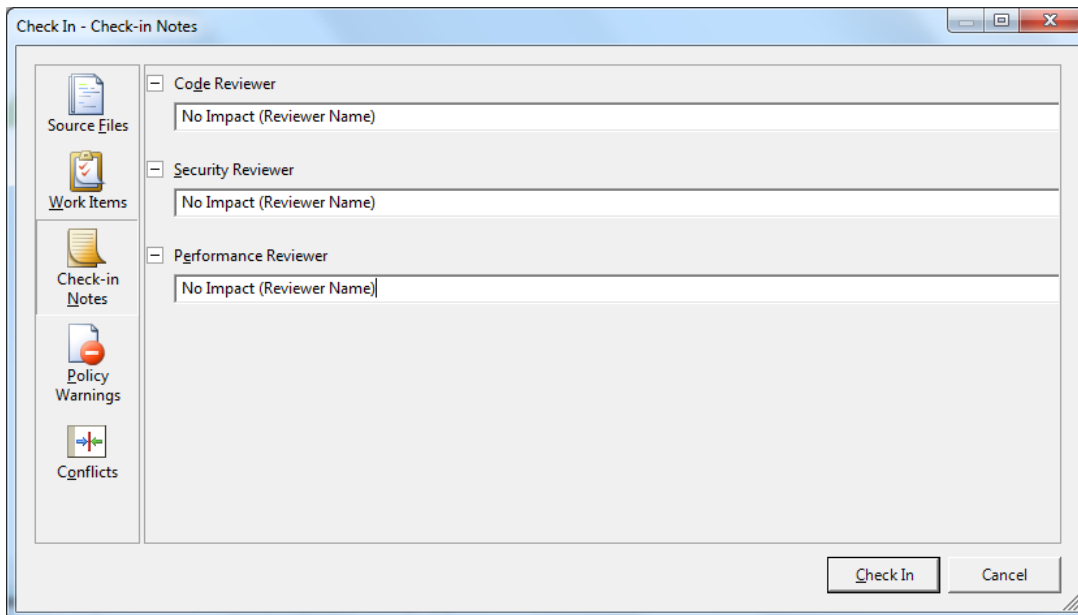 Check In - Check-in Notes
Source Files
Work Items
Check-in
Notes
Policy
Warnings
Conflicts
Code Reviewer
No Impact (Reviewer Name)
Security Reviewer
No Impact (Reviewer Name)
Performance Reviewer
No Impact (Reviewer Name)
Check In
Cancel